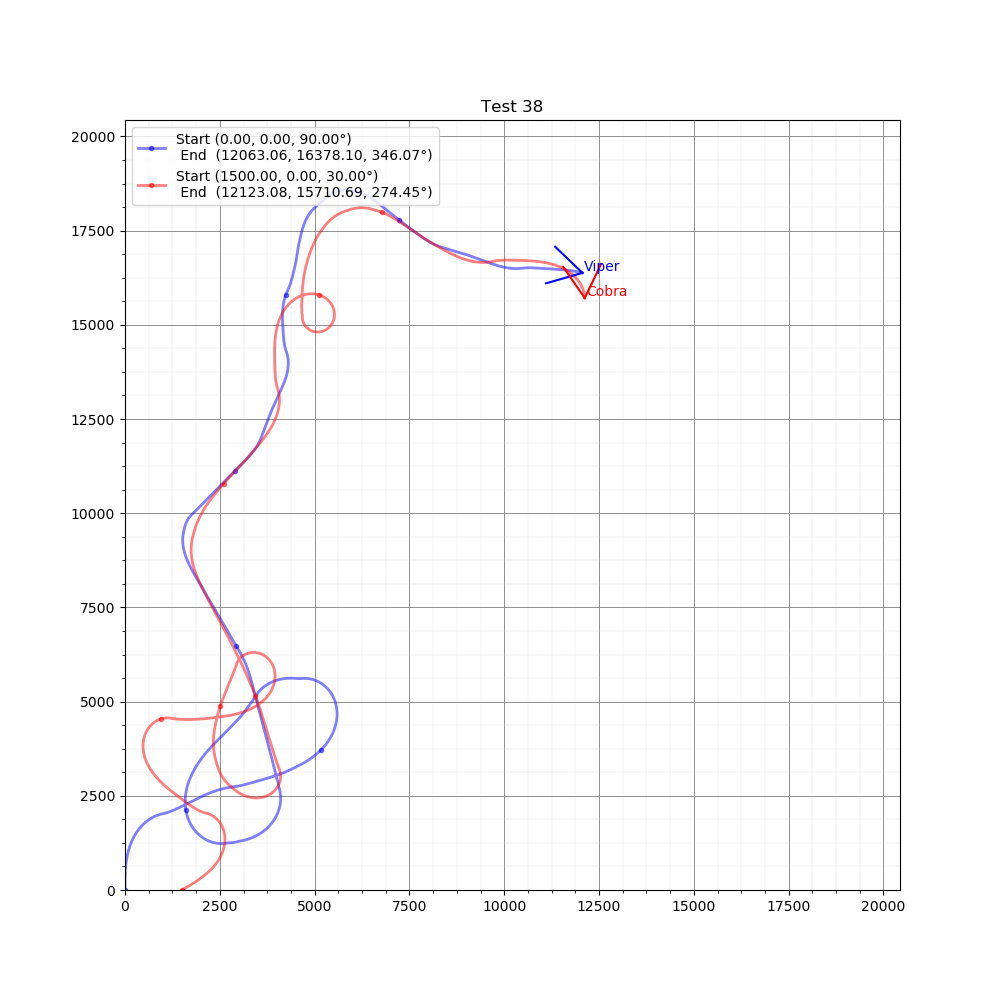 Test 38
Start (0.00, 0.00, 90.00°)
End (12063.06, 16378.10, 346.07°)
Start (1500.00, 0.00, 30.00°)
End (12123.08, 15710.69, 274.45°)
20000
17500
15000
12500
10000
7500
5000
2500
0
Viper
Cobra
0 2500 5000 7500 10000 12500 15000 17500 20000